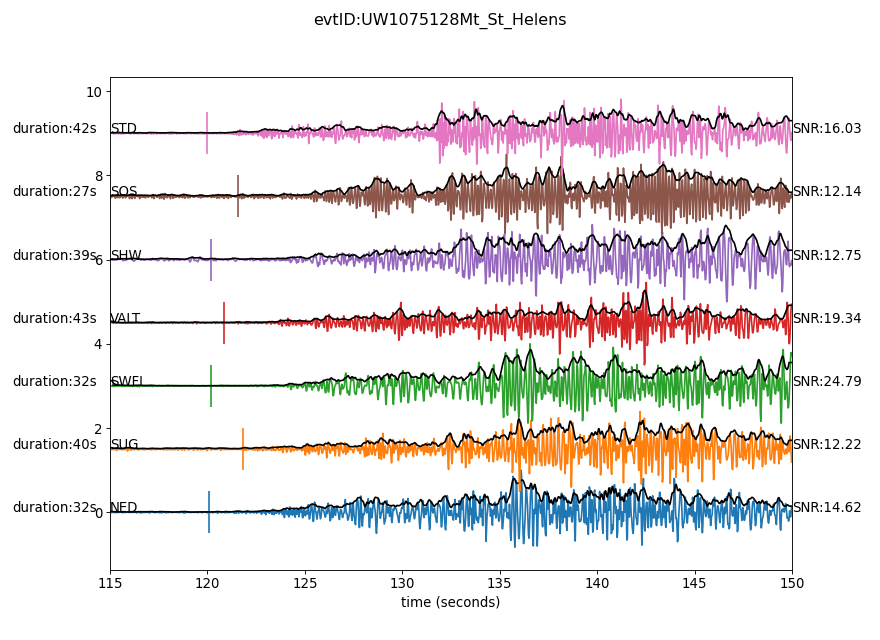 evtID:UW1075128Mt_St_Helens
10
duration:42s STD SNR:16.03
8
duration:27s SOS SNR:12.14
duration:39s SHW SNR:12.75
6
duration:43s VALT SNR:19.34
4
duration:32s SWFL SNR:24.79
2
duration:40s SUG SNR:12.22
duration:32s NED SNR:14.62
0
115 120 125 130 135 140 145 150
time (seconds)